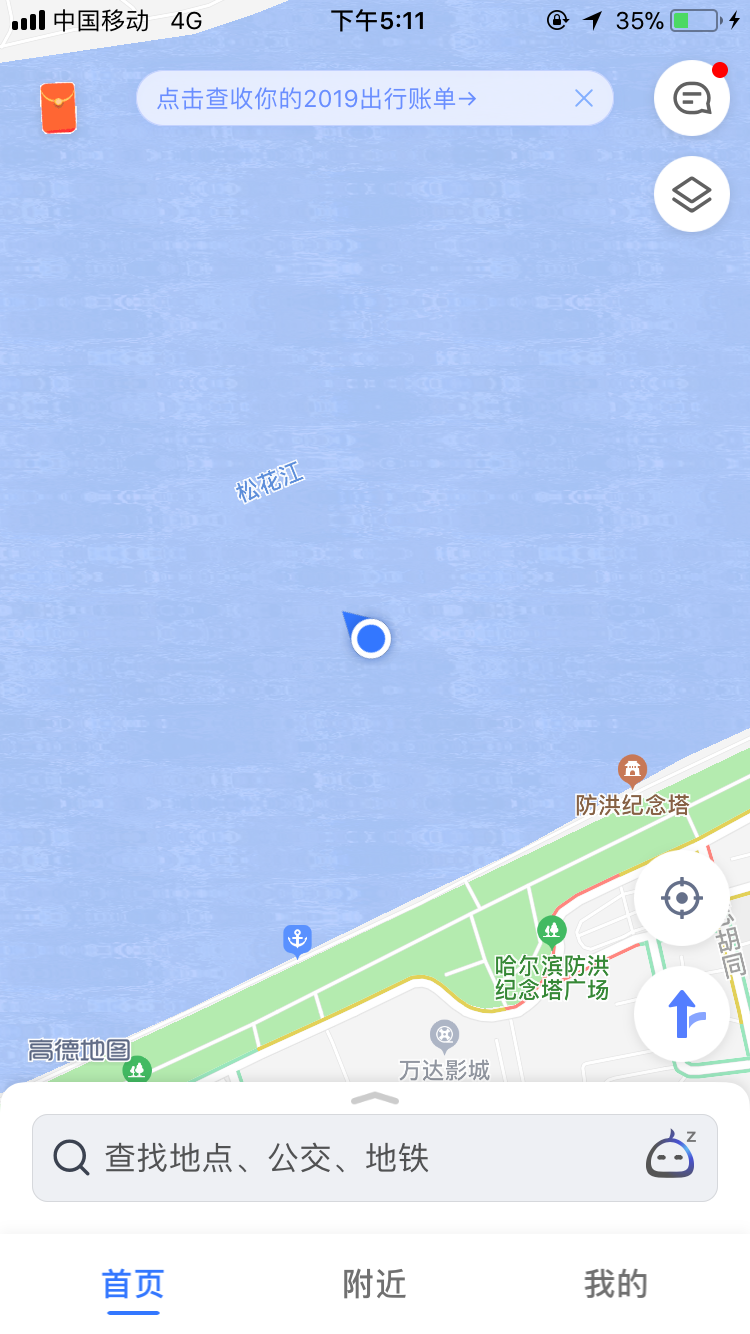 中国移动 4G 下午5:11 35%
点击查收你的2019出行账单→
松花江
防洪纪念塔
胡同
哈尔滨防洪
纪念塔广场
高德地图
万达影城
查找地点、公交、地铁
z
首页 附近 我的